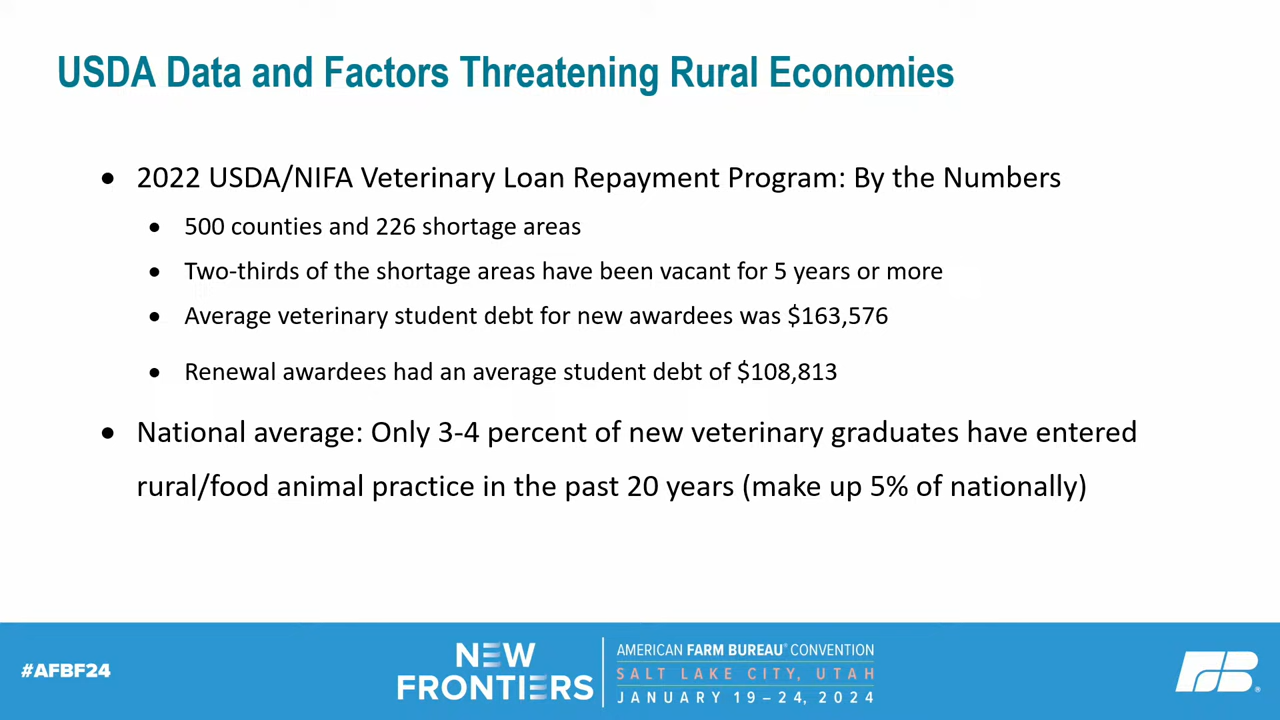 USDA Data and Factors Threatening Rural Economies
• 2022 USDA/NIFA Veterinary Loan Repayment Program: By the Numbers
• 500 counties and 226 shortage areas
• Two-thirds of the shortage areas have been vacant for 5 years or more
• Average veterinary student debt for new awardees was $163,576
• Renewal awardees had an average student debt of $108,813
• National average: Only 3-4 percent of new veterinary graduates have entered
rural/food animal practice in the past 20 years (make up 5% of nationally)
#AFBF24
NEW
FRONTIERS
AMERICAN FARM BUREAU® CONVENTION
SALT LAKE CITY, UTAH
JANUARY 19–24, 2024
FB®